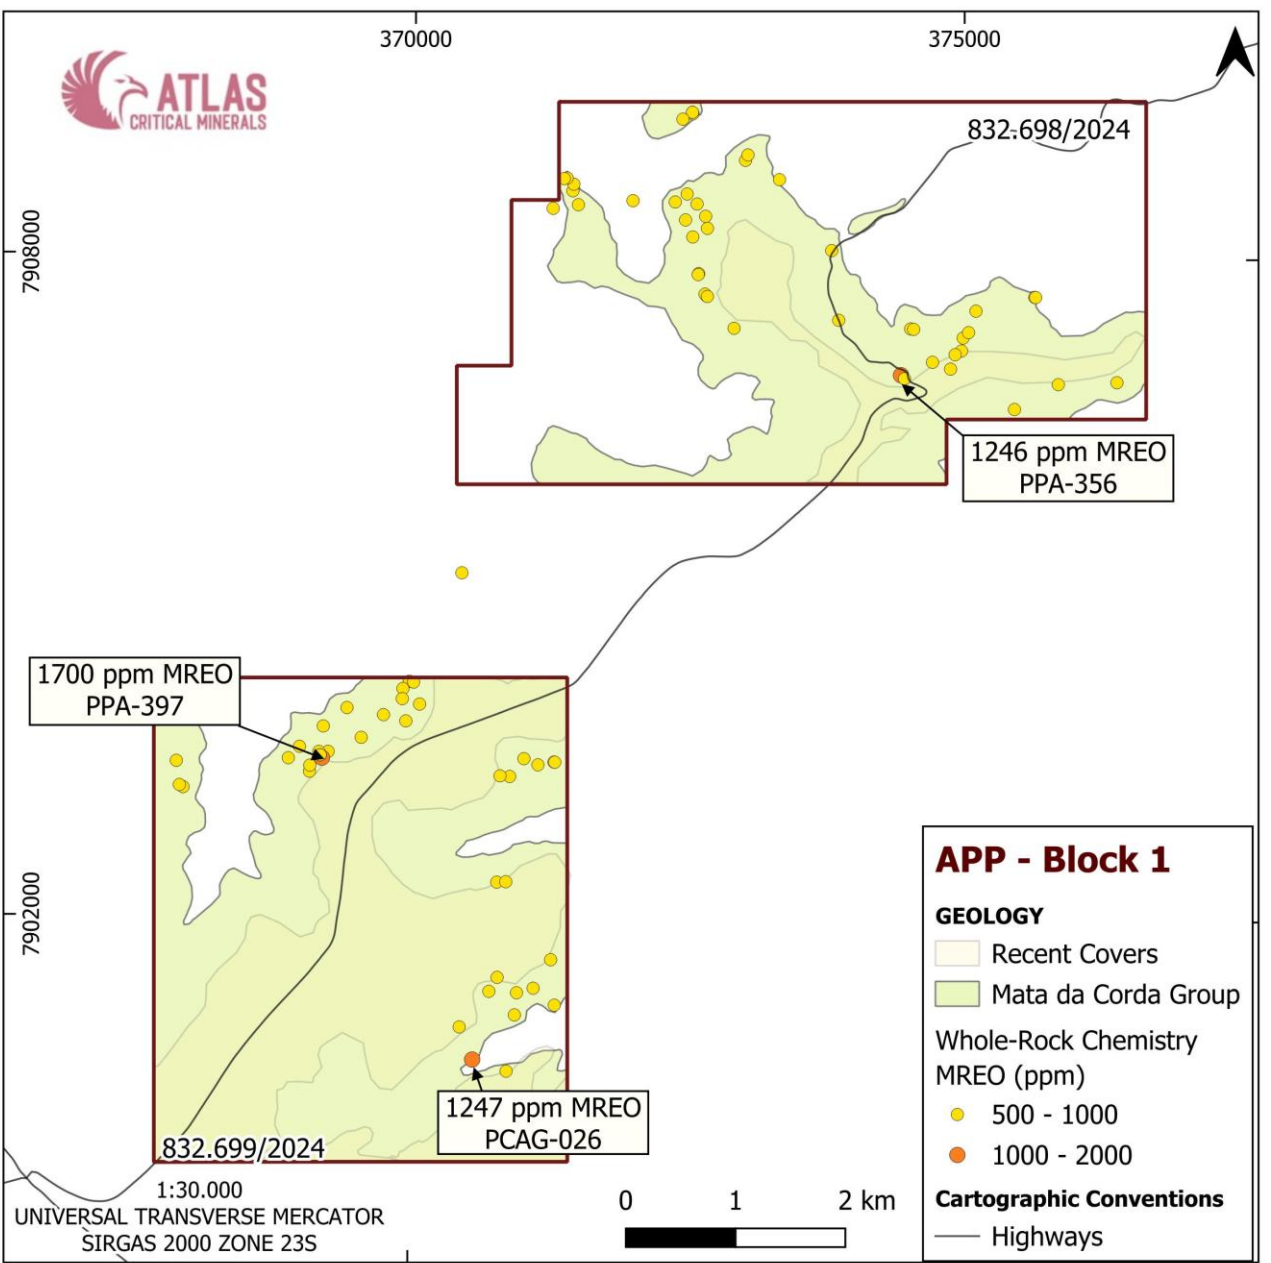 370000
375000
ATLAS
CRITICAL MINERALS
832.698/2024
7908000
1246 ppm MREO
PPA-356
1700 ppm MREO
PPA-397
7902000
1247 ppm MREO
PCAG-026
832.699/2024
1:30.000
UNIVERSAL TRANSVERSE MERCATOR
SIRGAS 2000 ZONE 23S
0 1 2 km
APP - Block 1
GEOLOGY
Recent Covers
Mata da Corda Group
Whole-Rock Chemistry
MREO (ppm)
500 - 1000
1000 - 2000
Cartographic Conventions
Highways